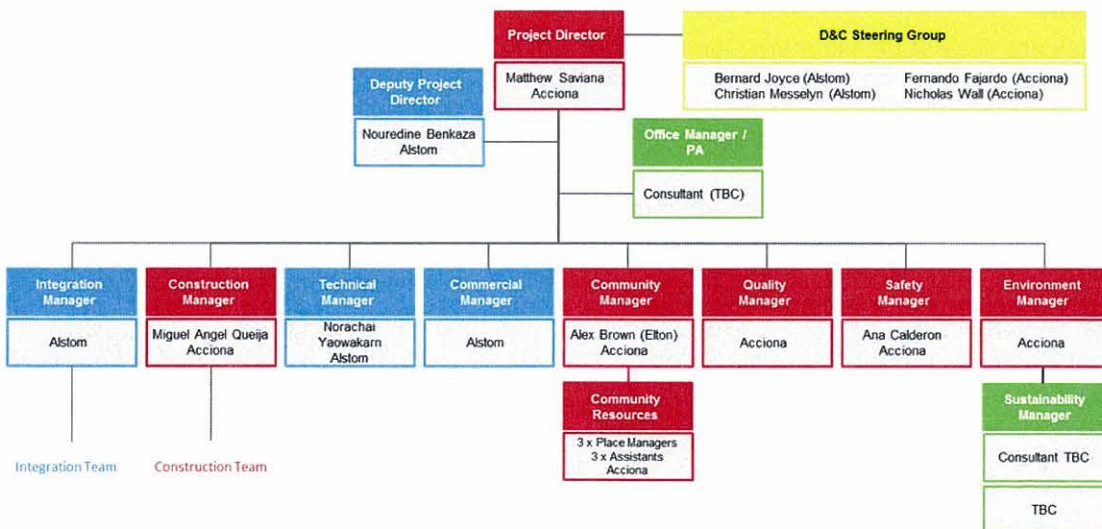 Project Director
D&C Steering Group
Matthew Saviana
Acciona
Bernard Joyce (Alstom)
Fernando Fajardo (Acciona)
Christian Messelyn (Alstom)
Nicholas Wall (Acciona)
Deputy Project
Director
Nouredine Benkaza
Alstom
Office Manager /
PA
Consultant (TBC)
Integration
Manager
Alstom
Construction
Manager
Miguel Angel Queija
Acciona
Technical
Manager
Norachai
Yaowakarn
Alstom
Commercial
Manager
Alstom
Community
Manager
Alex Brown (Elton)
Acciona
Quality
Manager
Acciona
Safety
Manager
Ana Calderon
Acciona
Environment
Manager
Acciona
Community
Resources
3 x Place Managers
3 x Assistants
Acciona
Sustainability
Manager
Consultant TBC
TBC
Integration Team
Construction Team